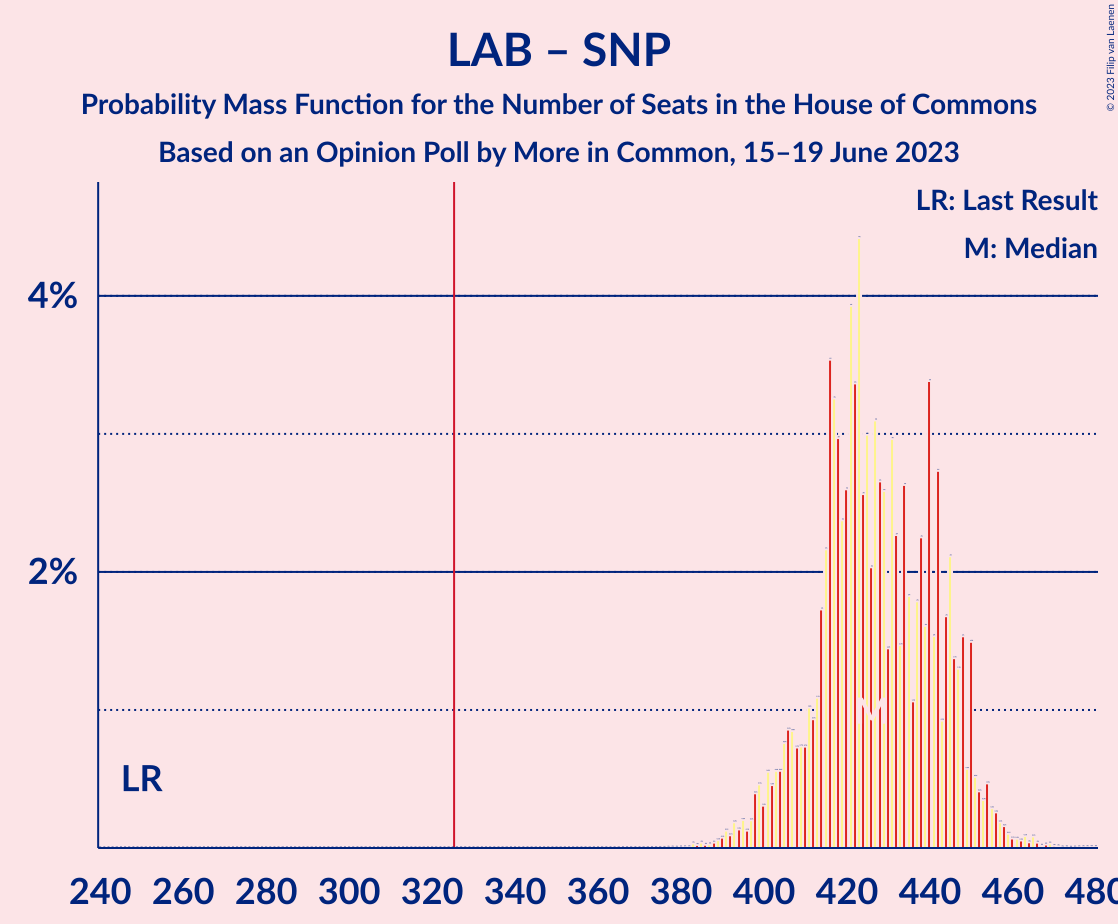 LAB – SNP
Probability Mass Function for the Number of Seats in the House of Commons
Based on an Opinion Poll by More in Common, 15–19 June 2023
© 2023 Filip van Laenen
LR: Last Result
M: Median
4%
2%
LR
M
240 260 280 300 320 340 360 380 400 420 440 460 480